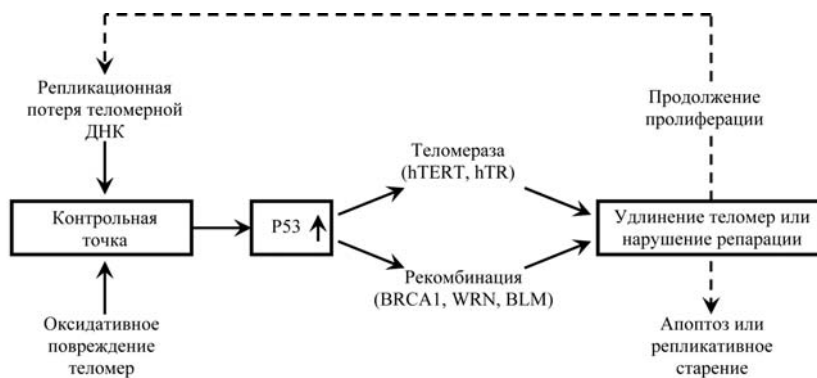 Репликационная
потеря теломерной
ДНК
Продолжение
пролиферации
Теломераза
(hTERT, hTR)
Контрольная
точка
P53
Удлинение теломер или
нарушение репарации
Рекомбинация
(BRCA1, WRN, BLM)
Оксидативное
повреждение
теломер
Апоптоз или
репликативное
старение